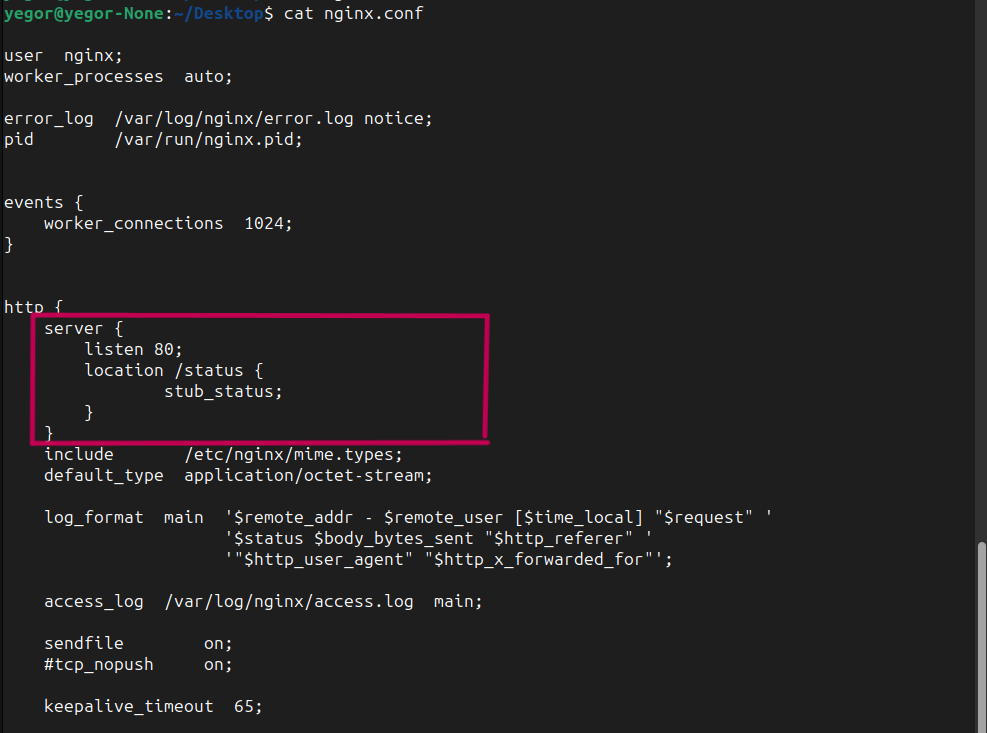 yegor@yegor-None:~/Desktop$ cat nginx.conf
user  nginx;
worker_processes  auto;
error_log  /var/log/nginx/error.log notice;
pid        /var/run/nginx.pid;
events {
    worker_connections  1024;
}
http {
    server {
        listen 80;
        location /status {
                stub_status;
        }
    }
    include       /etc/nginx/mime.types;
    default_type  application/octet-stream;
    log_format  main  '$remote_addr - $remote_user [$time_local] "$request" '
                      '$status $body_bytes_sent "$http_referer" '
                      '"$http_user_agent" "$http_x_forwarded_for"';
    access_log  /var/log/nginx/access.log  main;
    sendfile        on;
    #tcp_nopush     on;
    keepalive_timeout  65;